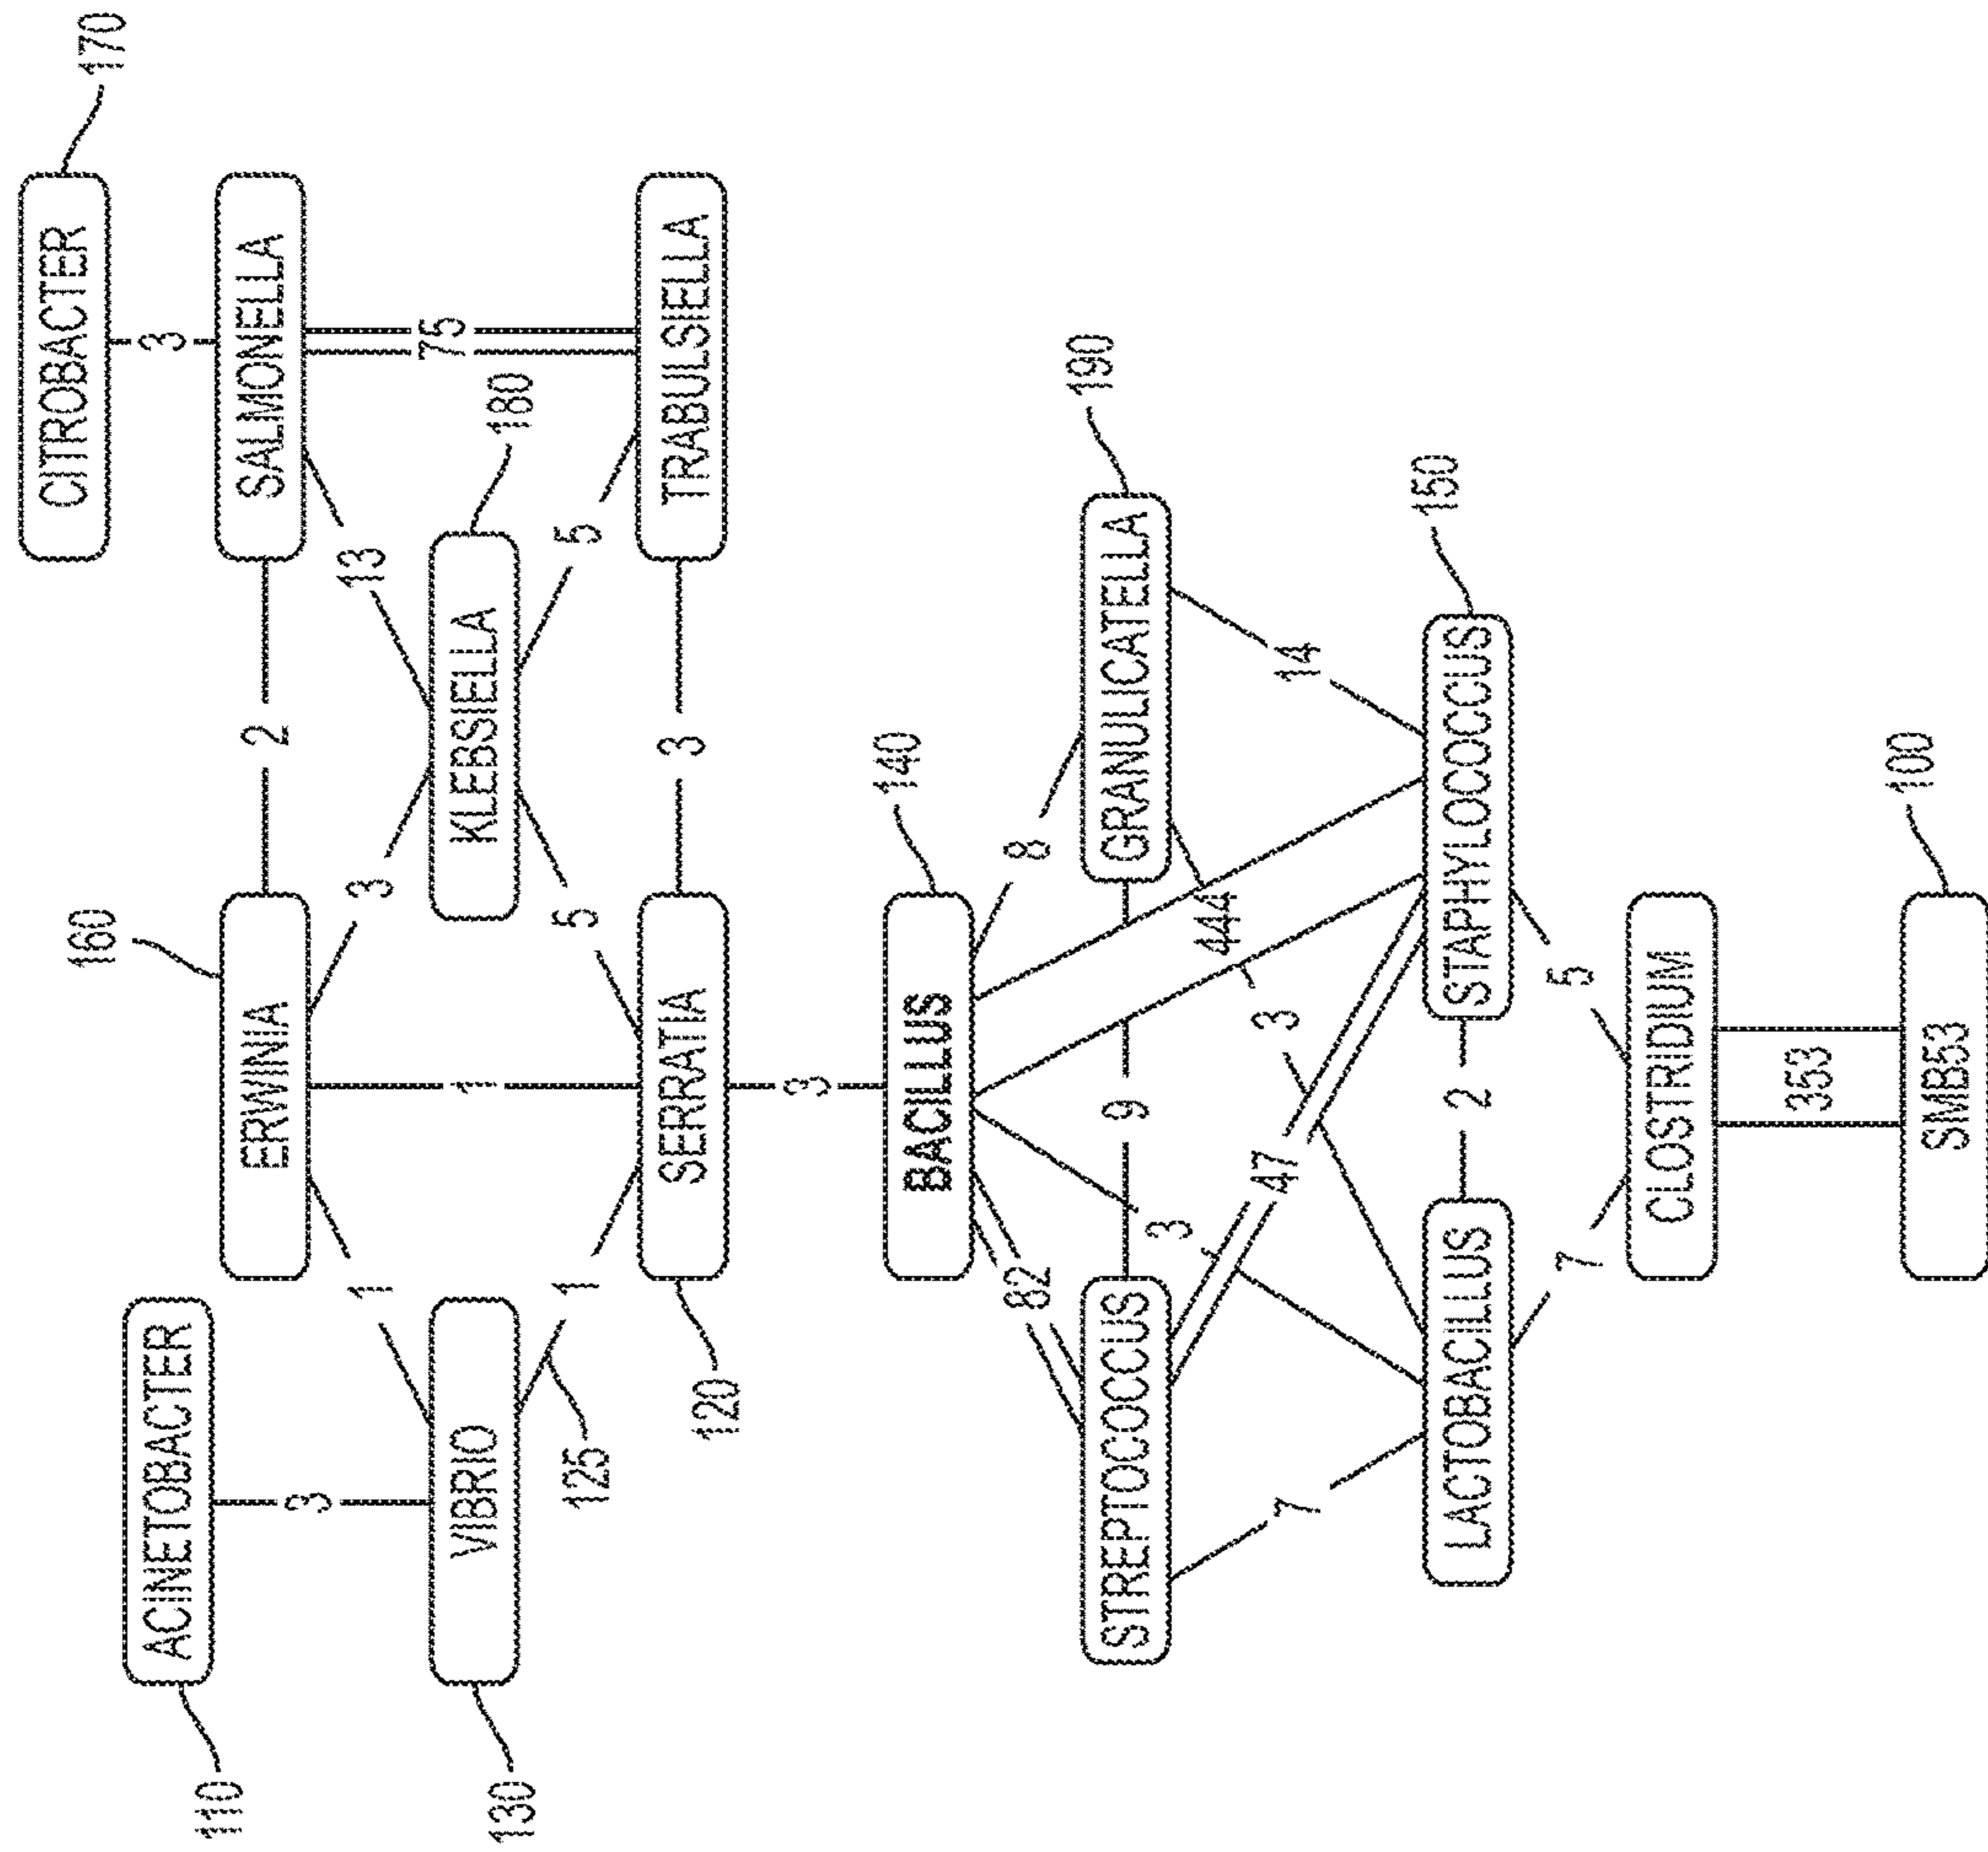 CITROBACTER
170
160
ACINETOBACTER
3
110
ERWINIA
2
SALMONELLA
3
1
3
13
75
VIBRIO
1
KLEBSIELLA
130
180
125
1
5
5
SERRATIA
3
TRABULSIELLA
120
3
140
BACILLUS
82
8
190
STREPTOCOCCUS
9
GRANULICATELLA
3
444
47
3
7
14
150
LACTOBACILLUS
2
STAPHYLOCOCCUS
7
5
CLOSTRIDIUM
353
100
SMB53